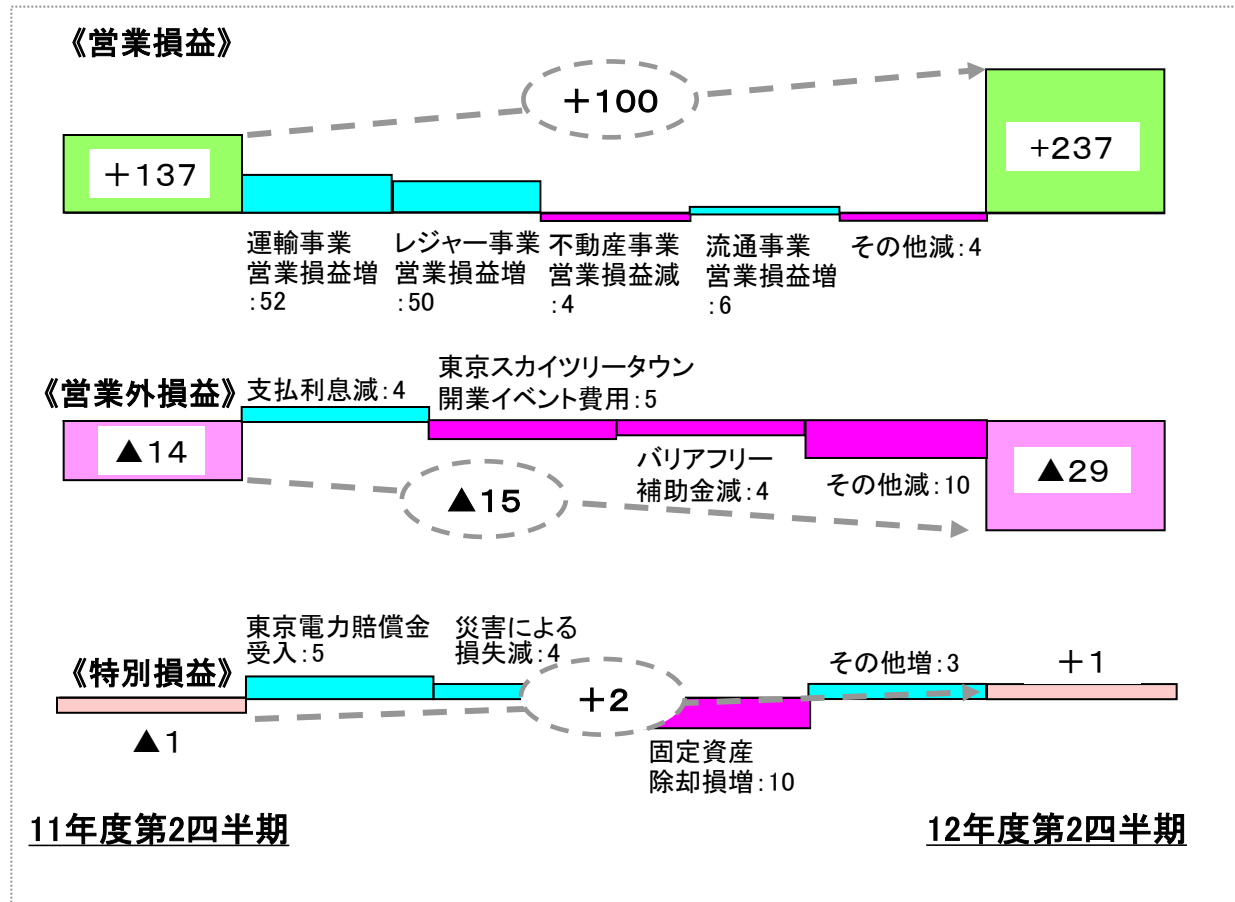 《営業損益》
＋100
＋137
+237
運輸事業
営業損益増
:52
レジャー事業
営業損益増
:50
不動産事業
営業損益減
:4
流通事業
営業損益増
:6
その他減:4
《営業外損益》
支払利息減:4
東京スカイツリータウン
開業イベント費用:5
▲14
▲15
バリアフリー
補助金減:4
その他減:10
▲29
《特別損益》
東京電力賠償金
受入:5
災害による
損失減:4
＋2
その他増:3
＋1
▲1
固定資産
除却損増:10
11年度第2四半期
12年度第2四半期